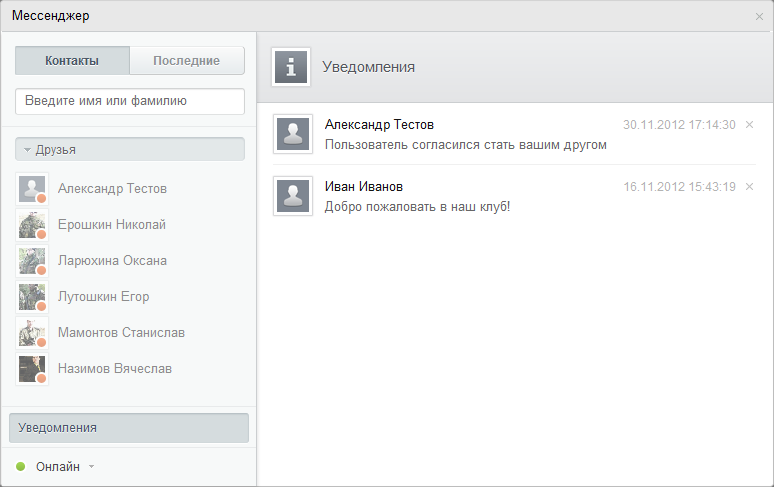 Мессенджер
Контакты Последние
Введите имя или фамилию
Друзья
Александр Тестов
Ерошкин Николай
Ларюхина Оксана
Лутошкин Егор
Мамонтов Станислав
Назимов Вячеслав
Уведомления
Онлайн
Уведомления
Александр Тестов 30.11.2012 17:14:30
Пользователь согласился стать вашим другом
Иван Иванов 16.11.2012 15:43:19
Добро пожаловать в наш клуб!